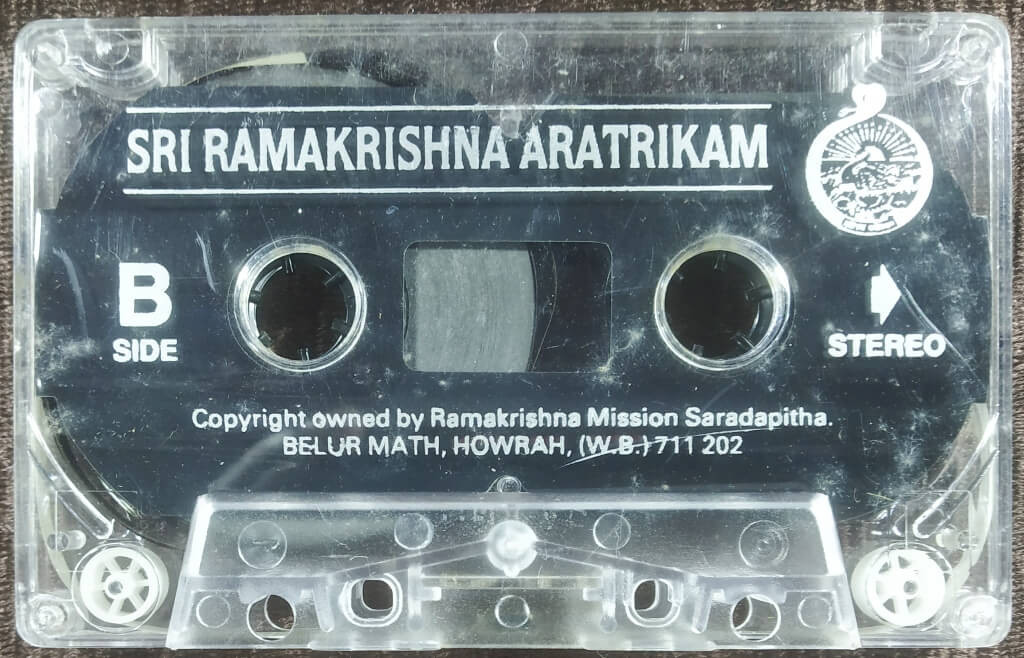 SRI RAMAKRISHNA ARATRIKAM
B
SIDE
STEREO
Copyright owned by Ramakrishna Mission Saradapitha.
BELUR MATH, HOWRAH, (W.B.) 711 202